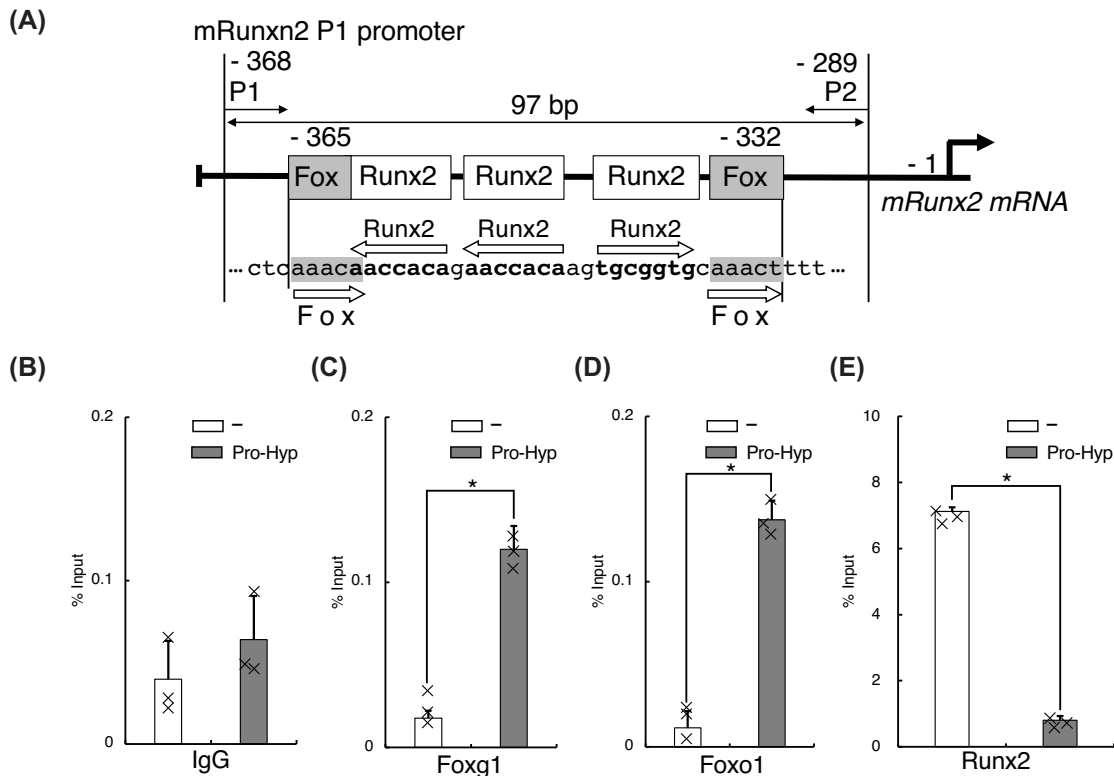 (A)
mRunxn2 P1 promoter
- 368
- 289
P1
P2
97 bp
- 365
- 332
- 1
Fox
Runx2
Runx2
Runx2
Fox
mRunx2 mRNA
Runx2
Runx2
Runx2
... ctcaaacaaccacagaaccacaagtgcggtgcaaactttt ...
Fox
Fox
(B)
(C)
(D)
(E)
0.2
0.1
0
% Input
–
Pro-Hyp
IgG
0.2
0.1
0
% Input
–
Pro-Hyp
*
Foxg1
0.2
0.1
0
% Input
–
Pro-Hyp
*
Foxo1
10
8
6
4
2
0
% Input
–
Pro-Hyp
*
Runx2